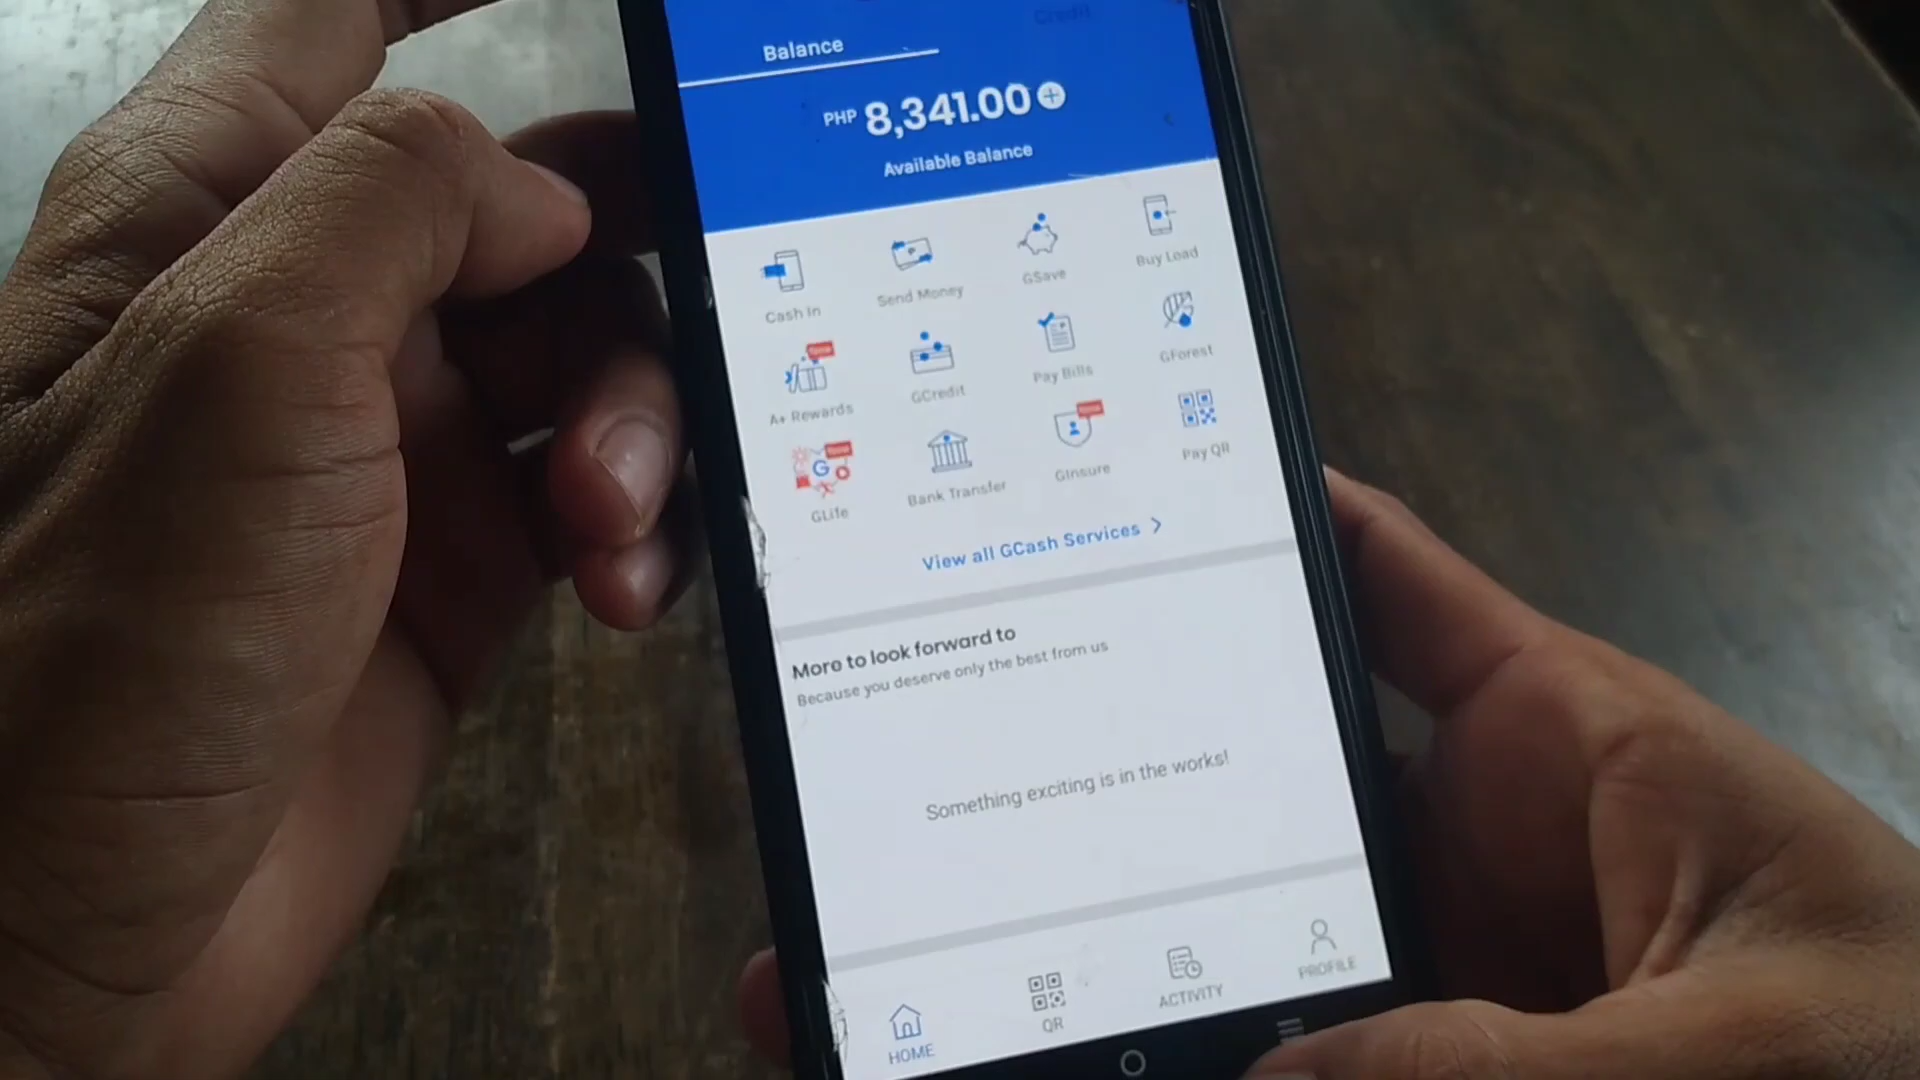 Credit
Balance
PHP 8,341.00
Available Balance
Cash In
Send Money
GSave
Buy Load
A+ Rewards
GCredit
Pay Bills
GForest
GLife
Bank Transfer
GInsure
Pay QR
View all GCash Services >
More to look forward to
Because you deserve only the best from us
Something exciting is in the works!
HOME
QR
ACTIVITY
PROFILE